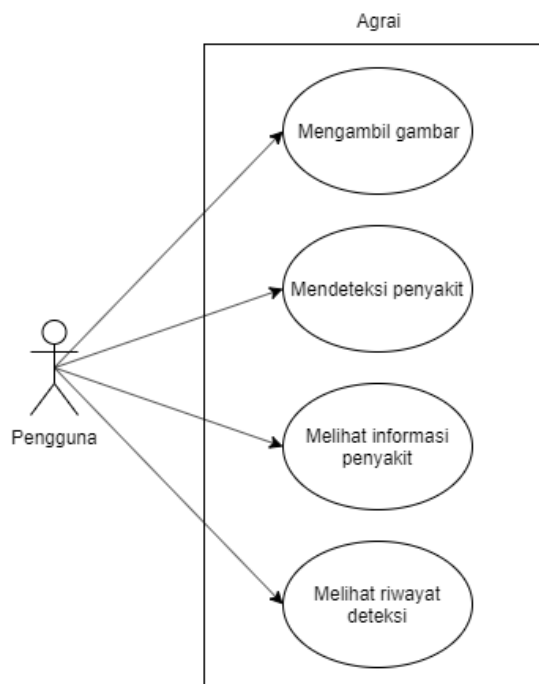 Agrai
Mengambil gambar
Mendeteksi penyakit
Pengguna
Melihat informasi
penyakit
Melihat riwayat
deteksi